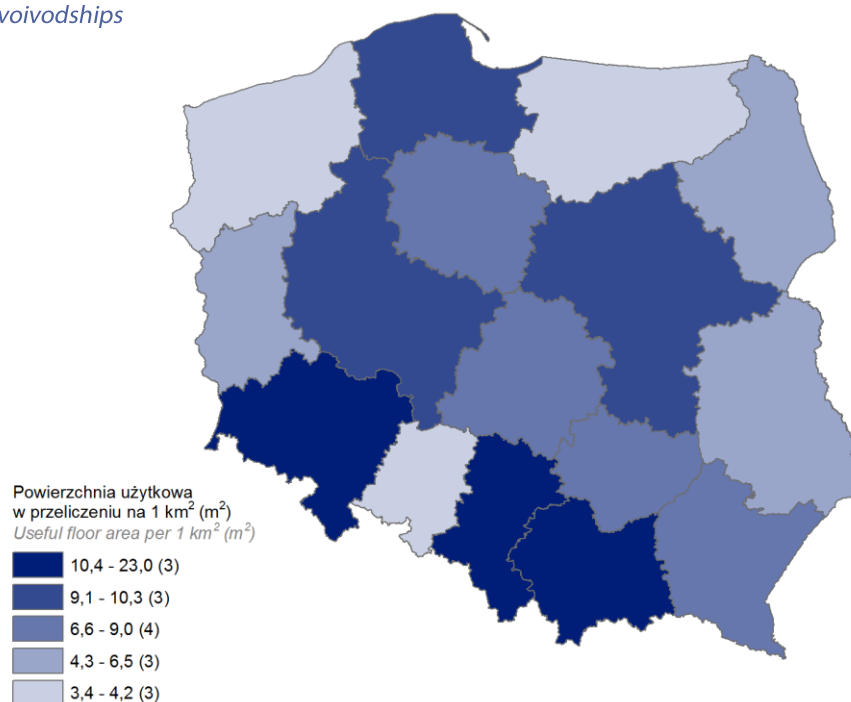 voivodships
Powierzchnia użytkowa
w przeliczeniu na 1 km² (m²)
Useful floor area per 1 km² (m²)
10,4 - 23,0 (3)
9,1 - 10,3 (3)
6,6 - 9,0 (4)
4,3 - 6,5 (3)
3,4 - 4,2 (3)